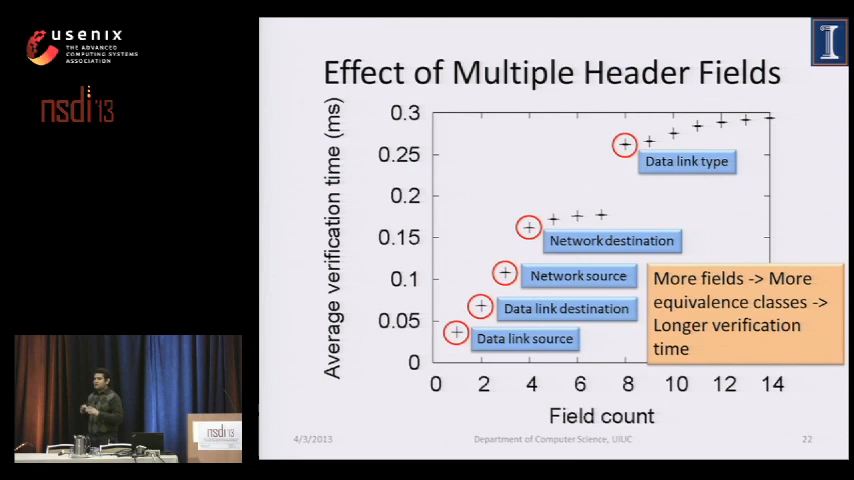 usenix
THE ADVANCED
COMPUTING SYSTEMS
ASSOCIATION
nsdi'13
I
Effect of Multiple Header Fields
Average verification time (ms)
0.3
0.25
0.2
0.15
0.1
0.05
0
0 2 4 6 8 10 12 14
Field count
Data link type
Network destination
Network source
Data link destination
Data link source
More fields -> More
equivalence classes ->
Longer verification
time
4/3/2013
Department of Computer Science, UIUC
22
nsdi'13